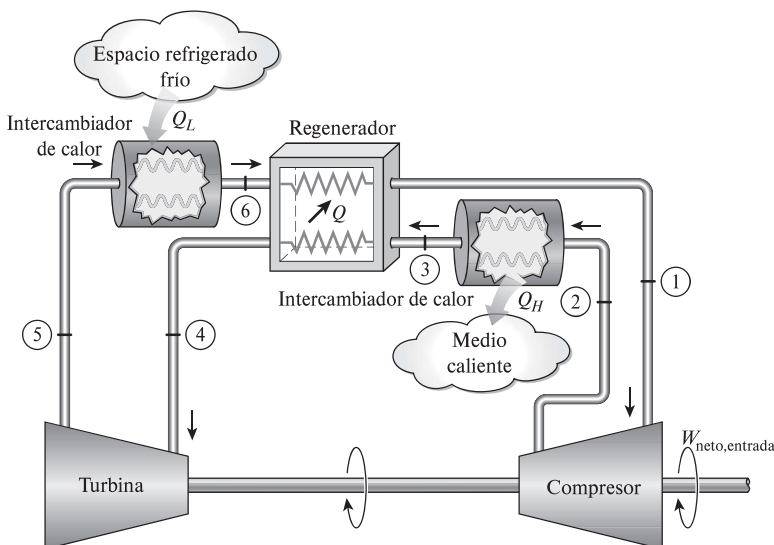 Espacio refrigerado
frío
Intercambiador
de calor
Q_L
Regenerador
6
Q
3
Intercambiador de calor
Q_H
2
1
5
4
Medio
caliente
Turbina
Compresor
W_neto,entrada